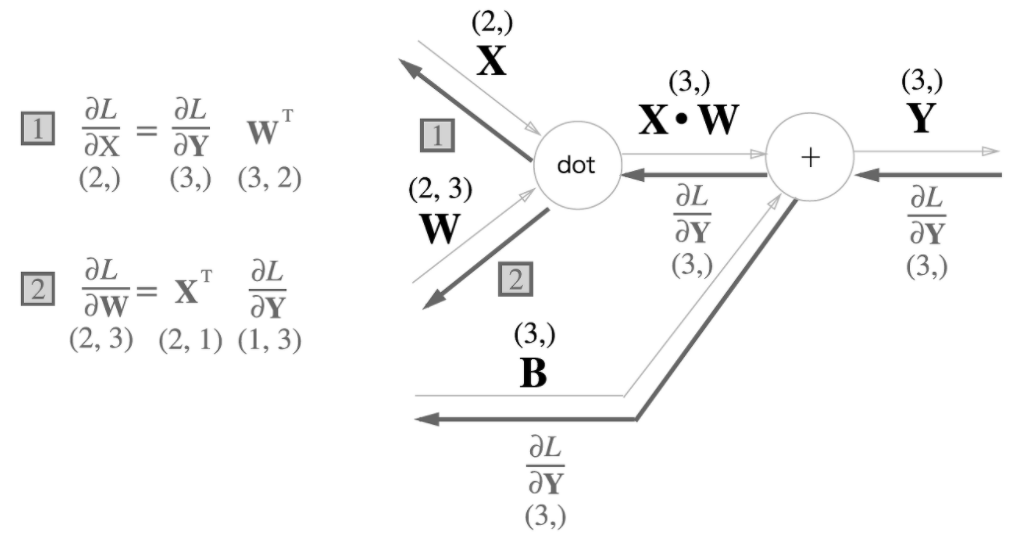 1 ∂L/∂X = ∂L/∂Y W^T
(2,) (3,) (3, 2)
2 ∂L/∂W = X^T ∂L/∂Y
(2, 3) (2, 1) (1, 3)
(2,)
X
1
(2, 3)
W
2
dot
(3,)
X • W
∂L/∂Y
(3,)
+
(3,)
Y
∂L/∂Y
(3,)
(3,)
B
∂L/∂Y
(3,)